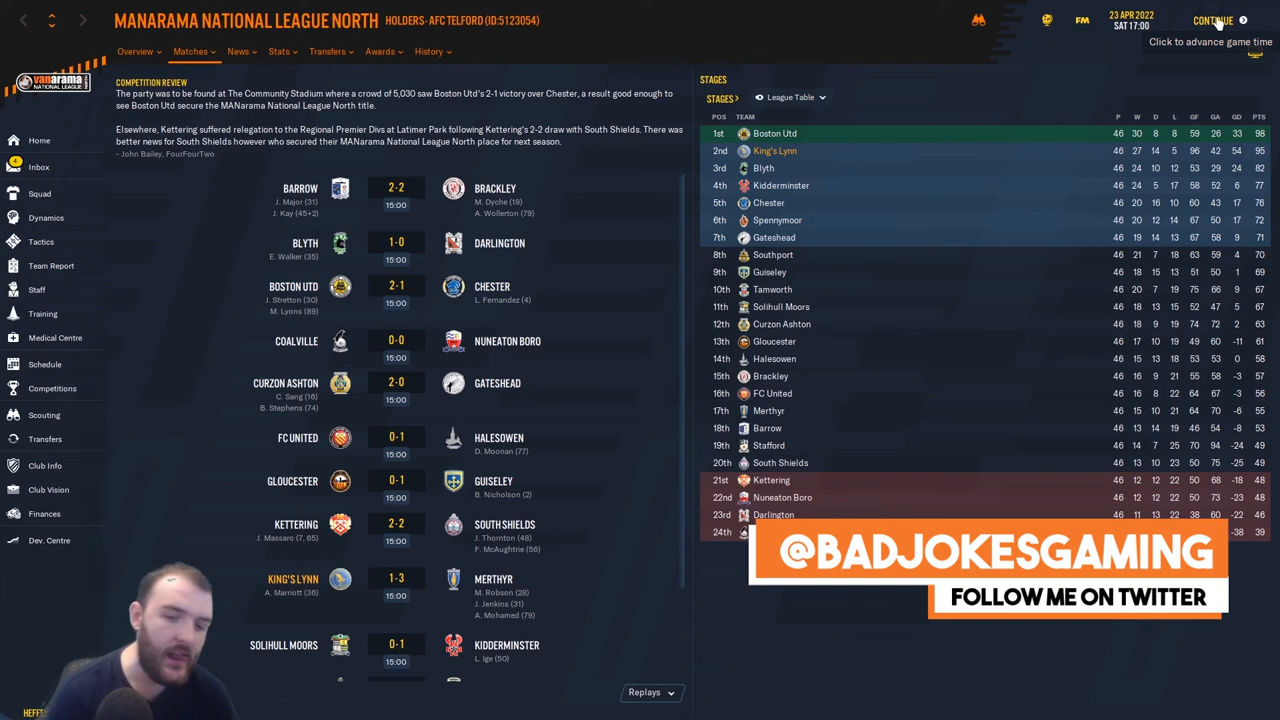 MANARAMA NATIONAL LEAGUE NORTH HOLDERS- AFC TELFORD (ID:5123054)
FM 23 APR 2022 SAT 17:00 CONTINUE
Click to advance game time
Overview Matches News Stats Transfers Awards History
vanarama NATIONAL LEAGUE
Home
4
Inbox
Squad
Dynamics
Tactics
Team Report
Staff
Training
Medical Centre
Schedule
Competitions
Scouting
Transfers
Club Info
Club Vision
Finances
Dev. Centre
COMPETITION REVIEW
The party was to be found at The Community Stadium where a crowd of 5,030 saw Boston Utd's 2-1 victory over Chester, a result good enough to
see Boston Utd secure the MANarama National League North title.
Elsewhere, Kettering suffered relegation to the Regional Premier Divs at Latimer Park following Kettering's 2-2 draw with South Shields. There was
better news for South Shields however who secured their MANarama National League North place for next season.
- John Bailey, FourFourTwo
BARROW 2-2 BRACKLEY
J. Major (31) 15:00 M. Dyche (19)
J. Kay (45+2) A. Wollerton (79)
BLYTH 1-0 DARLINGTON
E. Walker (35) 15:00
BOSTON UTD 2-1 CHESTER
J. Stretton (30) 15:00 L. Fernandez (4)
M. Lyons (89)
COALVILLE 0-0 NUNEATON BORO
15:00
CURZON ASHTON 2-0 GATESHEAD
C. Sang (16) 15:00
B. Stephens (74)
FC UNITED 0-1 HALESOWEN
15:00 D. Moonan (77)
GLOUCESTER 0-1 GUISELEY
15:00 B. Nicholson (2)
KETTERING 2-2 SOUTH SHIELDS
J. Massaro (7, 65) 15:00 J. Thornton (48)
F. McAughtrie (56)
KING'S LYNN 1-3 MERTHYR
A. Marriott (36) 15:00 M. Robson (28)
J. Jenkins (31)
A. Mohamed (79)
SOLIHULL MOORS 0-1 KIDDERMINSTER
15:00 L. Ige (50)
Replays
STAGES
STAGES> League Table
POS TEAM P W D L GF GA GD PTS
1st Boston Utd 46 30 8 8 59 26 33 98
2nd King's Lynn 46 27 14 5 96 42 54 95
3rd Blyth 46 24 10 12 53 29 24 82
4th Kidderminster 46 24 5 17 58 52 6 77
5th Chester 46 20 16 10 60 43 17 76
6th Spennymoor 46 20 12 14 67 50 17 72
7th Gateshead 46 19 14 13 67 58 9 71
8th Southport 46 21 7 18 63 59 4 70
9th Guiseley 46 18 15 13 51 50 1 69
10th Tamworth 46 20 7 19 75 66 9 67
11th Solihull Moors 46 18 13 15 52 47 5 67
12th Curzon Ashton 46 18 9 19 74 72 2 63
13th Gloucester 46 17 10 19 49 60 -11 61
14th Halesowen 46 15 13 18 53 53 0 58
15th Brackley 46 16 9 21 55 58 -3 57
16th FC United 46 16 8 22 64 67 -3 56
17th Merthyr 46 15 10 21 64 70 -6 55
18th Barrow 46 13 14 19 46 54 -8 53
19th Stafford 46 14 7 25 70 94 -24 49
20th South Shields 46 13 10 23 50 75 -25 49
21st Kettering 46 12 12 22 50 68 -18 48
22nd Nuneaton Boro 46 12 12 22 50 73 -23 48
23rd Darlington 46 11 13 22 38 60 -22 46
24th -38 39
@BADJOKESGAMING
FOLLOW ME ON TWITTER